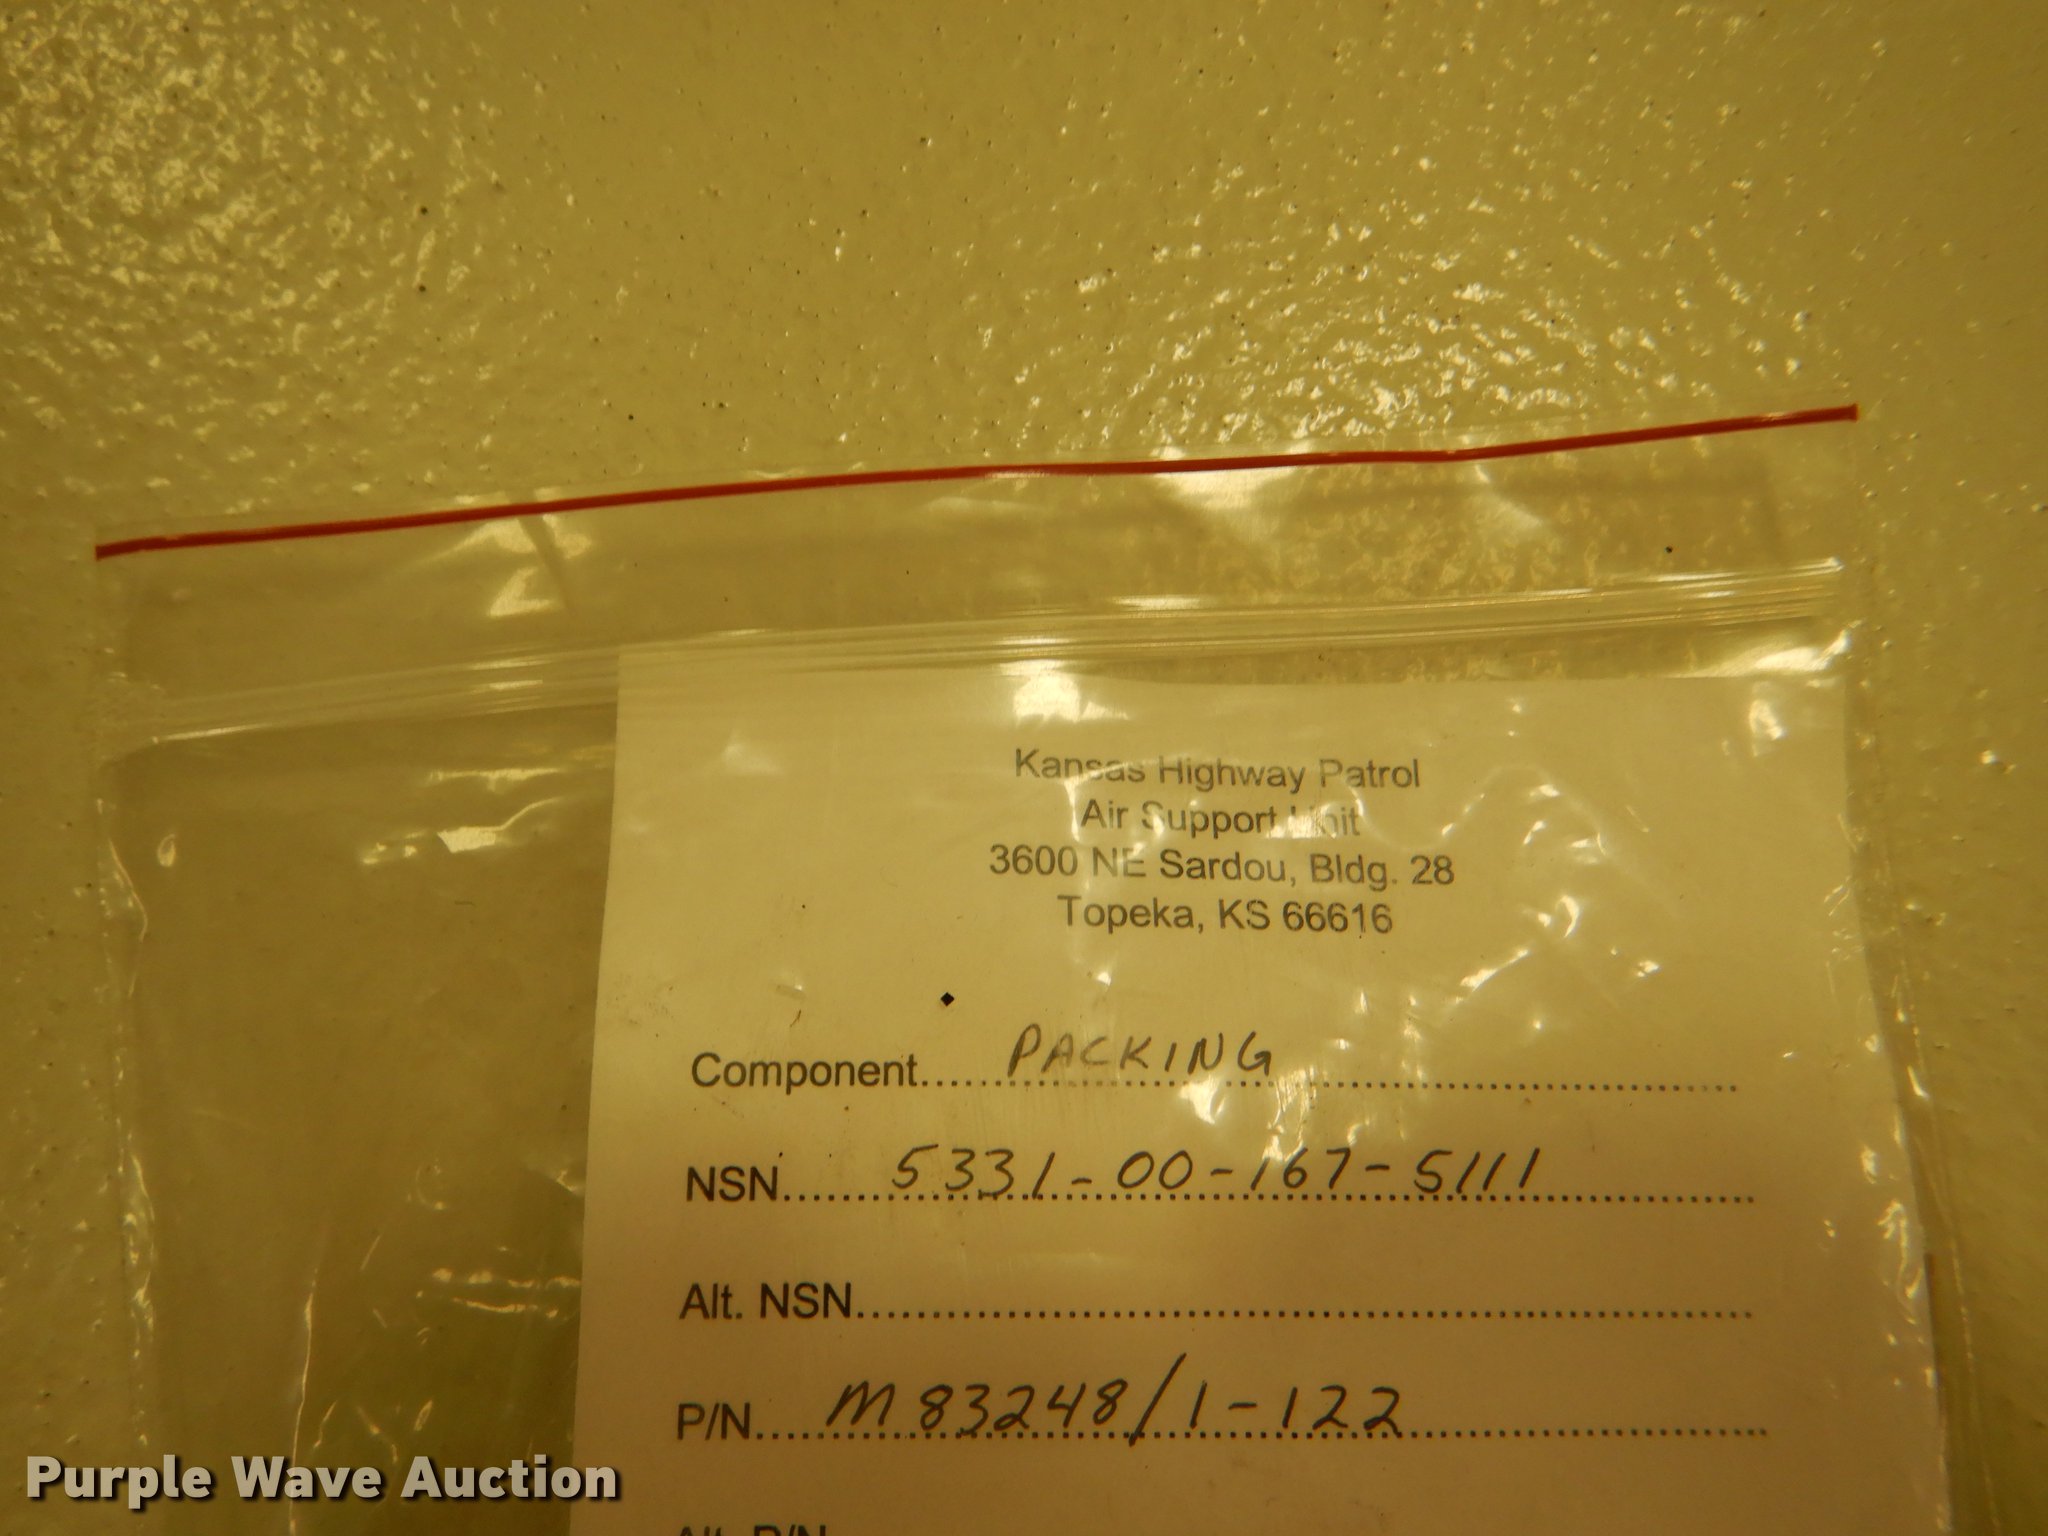 Kansas Highway Patrol
Air Support Unit
3600 NE Sardou, Bldg. 28
Topeka, KS 66616
Component......PACKING......
NSN......5331-00-167-5111......
Alt. NSN......
P/N......M83248/1-122......
Alt. P/N
Purple Wave Auction